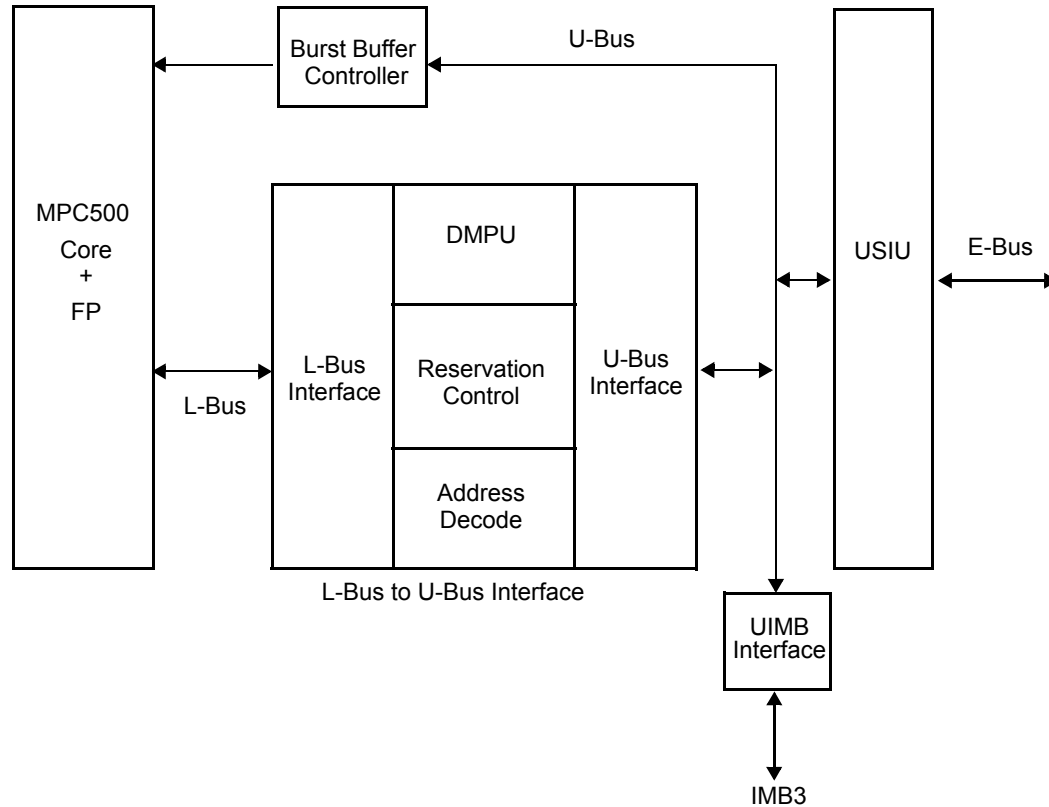 Burst Buffer
Controller
U-Bus
MPC500
Core
+
FP
DMPU
USIU
E-Bus
L-Bus
Interface
Reservation
Control
U-Bus
Interface
L-Bus
Address
Decode
L-Bus to U-Bus Interface
UIMB
Interface
IMB3